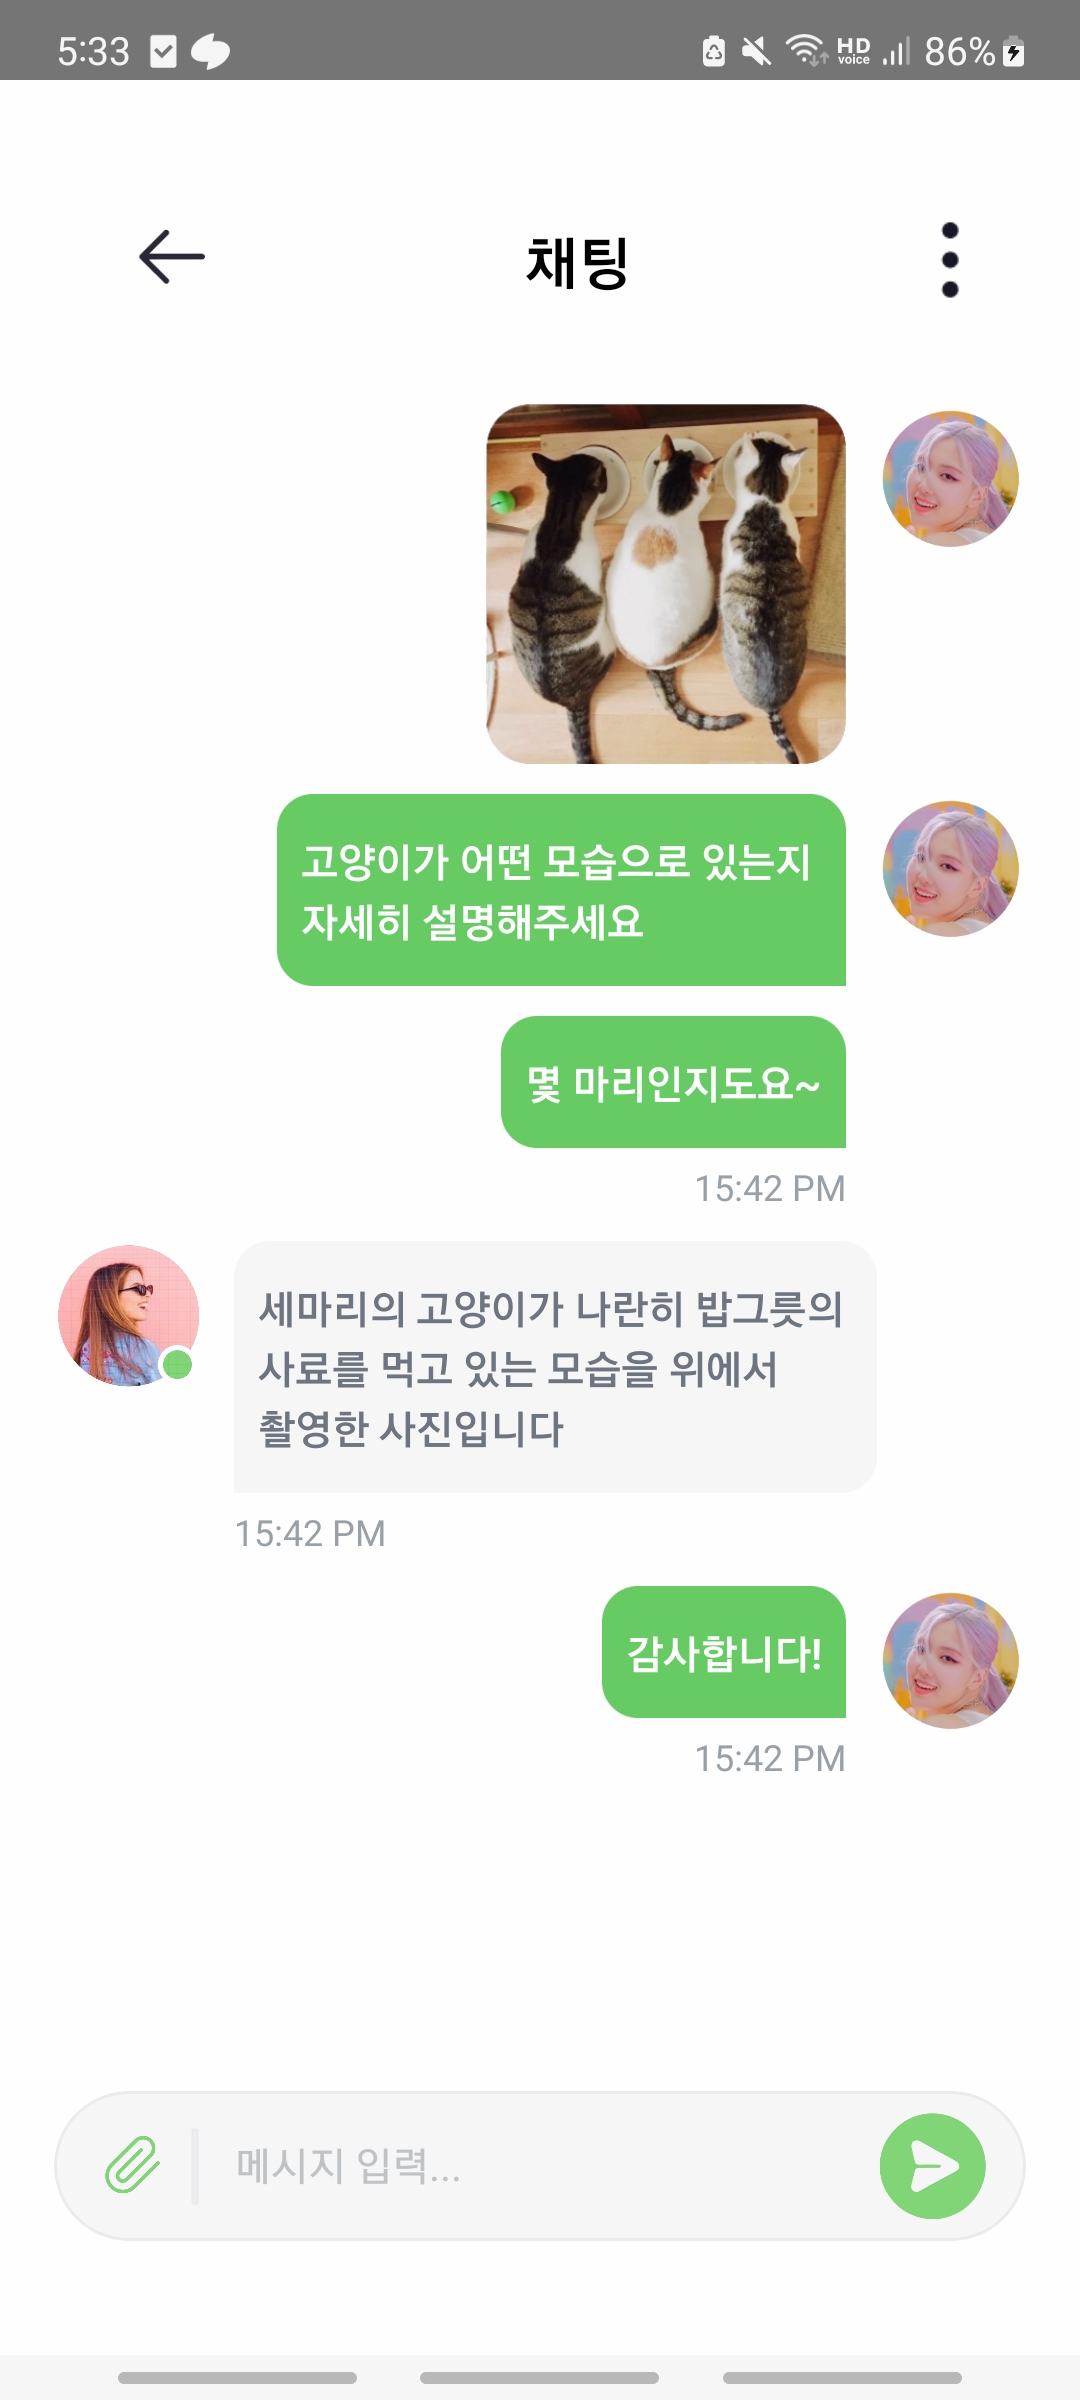 5:33
HD voice
86%
채팅
고양이가 어떤 모습으로 있는지
자세히 설명해주세요
몇 마리인지도요~
15:42 PM
세마리의 고양이가 나란히 밥그릇의
사료를 먹고 있는 모습을 위에서
촬영한 사진입니다
15:42 PM
감사합니다!
15:42 PM
메시지 입력...